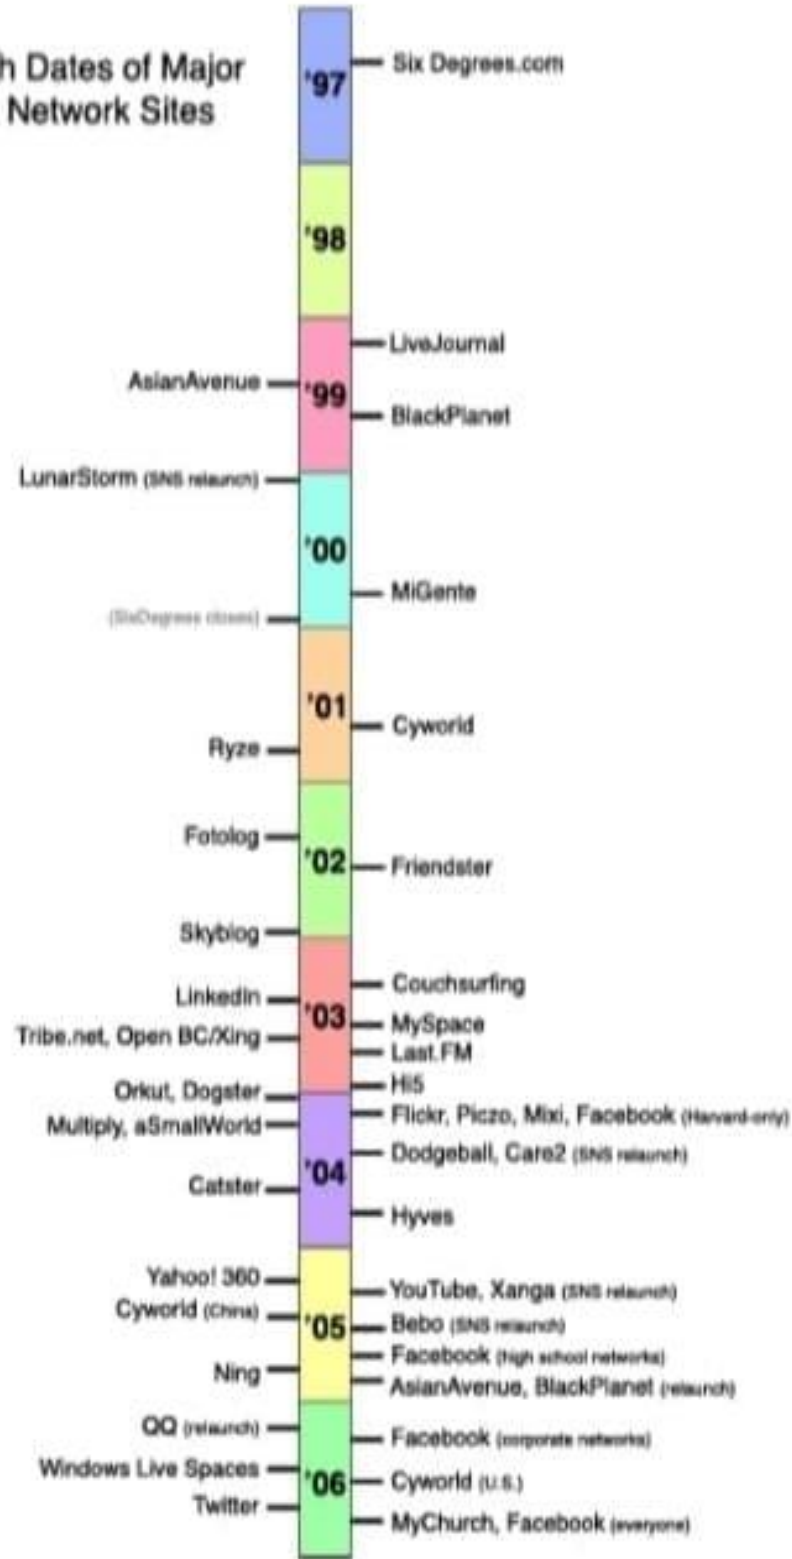 h Dates of Major
Network Sites
'97
Six Degrees.com
'98
LiveJournal
AsianAvenue
'99
BlackPlanet
LunarStorm (SNS relaunch)
'00
MiGente
(SixDegrees closes)
'01
Cyworld
Ryze
Fotolog
'02
Friendster
Skyblog
Couchsurfing
LinkedIn
'03
MySpace
Tribe.net, Open BC/Xing
Last.FM
Hi5
Orkut, Dogster
Flickr, Piczo, Mixi, Facebook (Harvard-only)
Multiply, aSmallWorld
Dodgeball, Care2 (SNS relaunch)
'04
Catster
Hyves
Yahoo! 360
YouTube, Xanga (SNS relaunch)
Cyworld (China)
'05
Bebo (SNS relaunch)
Facebook (high school networks)
Ning
AsianAvenue, BlackPlanet (relaunch)
QQ (relaunch)
Facebook (corporate networks)
Windows Live Spaces
'06
Cyworld (U.S.)
Twitter
MyChurch, Facebook (everyone)